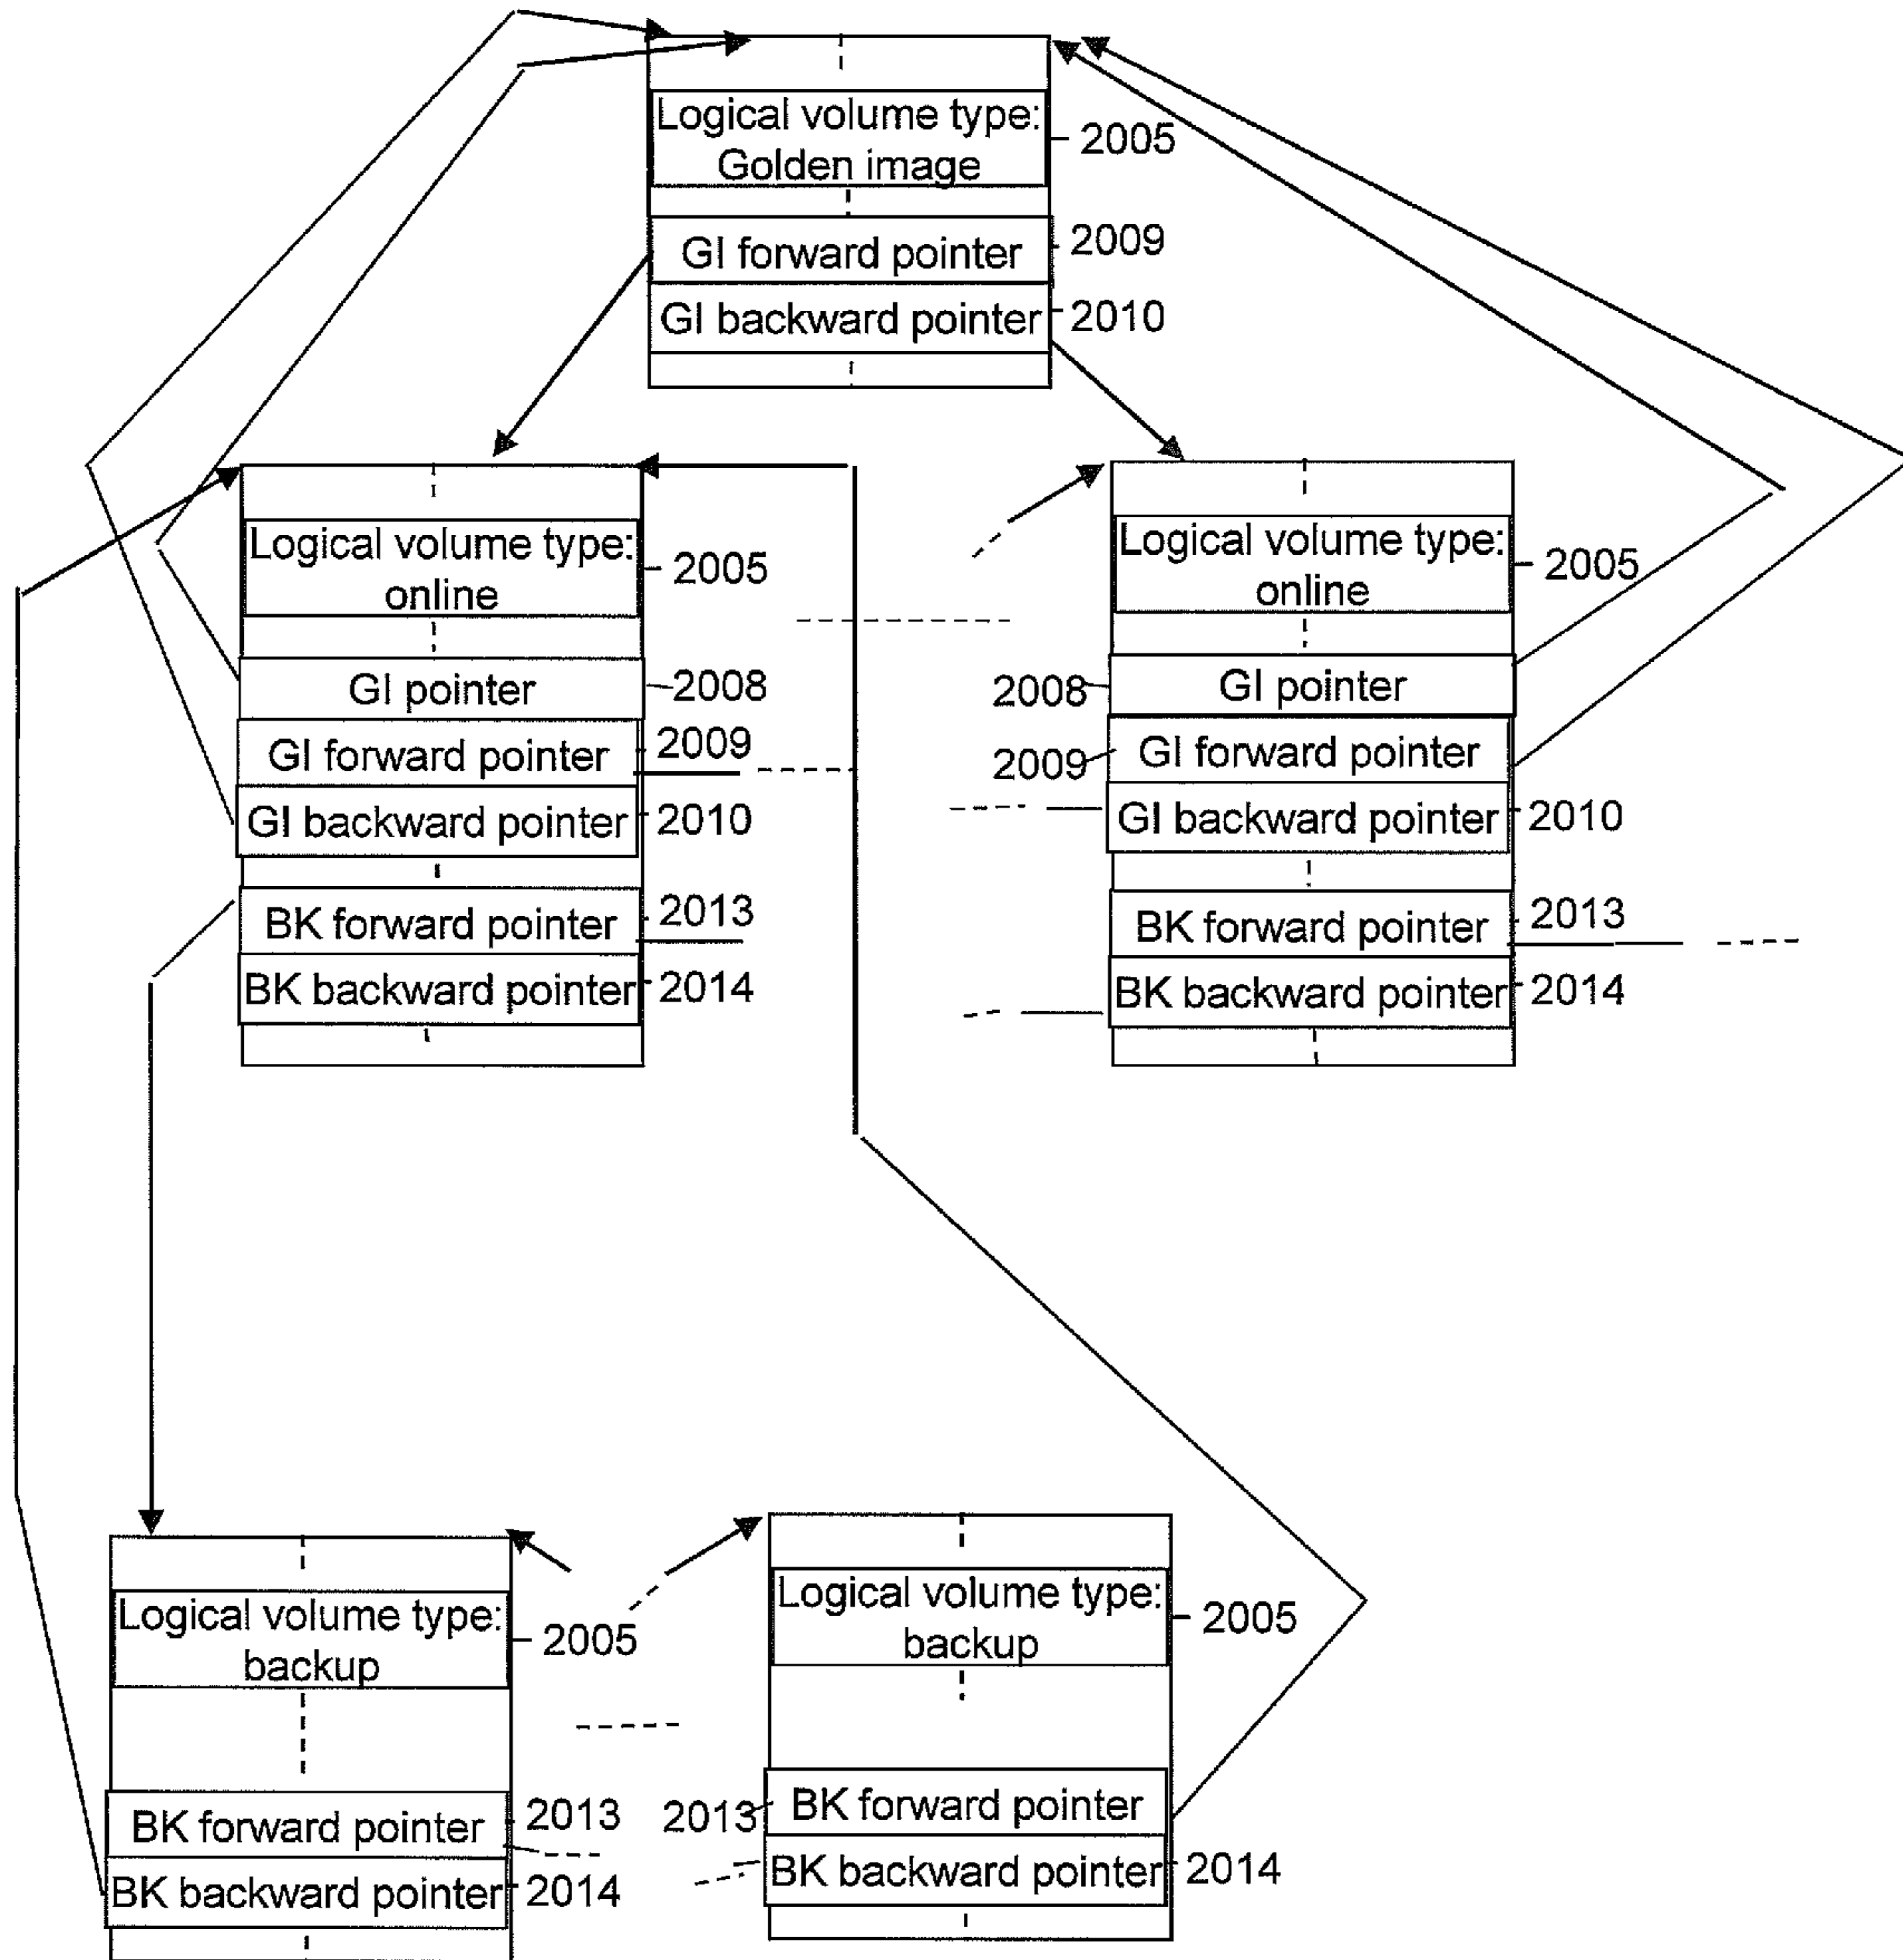 Logical volume type:
Golden image
2005
GI forward pointer
2009
GI backward pointer
2010
Logical volume type:
online
2005
GI pointer
2008
GI forward pointer
2009
GI backward pointer
2010
BK forward pointer
2013
BK backward pointer
2014
Logical volume type:
online
2005
2008
GI pointer
2009
GI forward pointer
GI backward pointer
2010
BK forward pointer
2013
BK backward pointer
2014
Logical volume type:
backup
2005
BK forward pointer
2013
BK backward pointer
2014
Logical volume type:
backup
2005
2013
BK forward pointer
BK backward pointer
2014